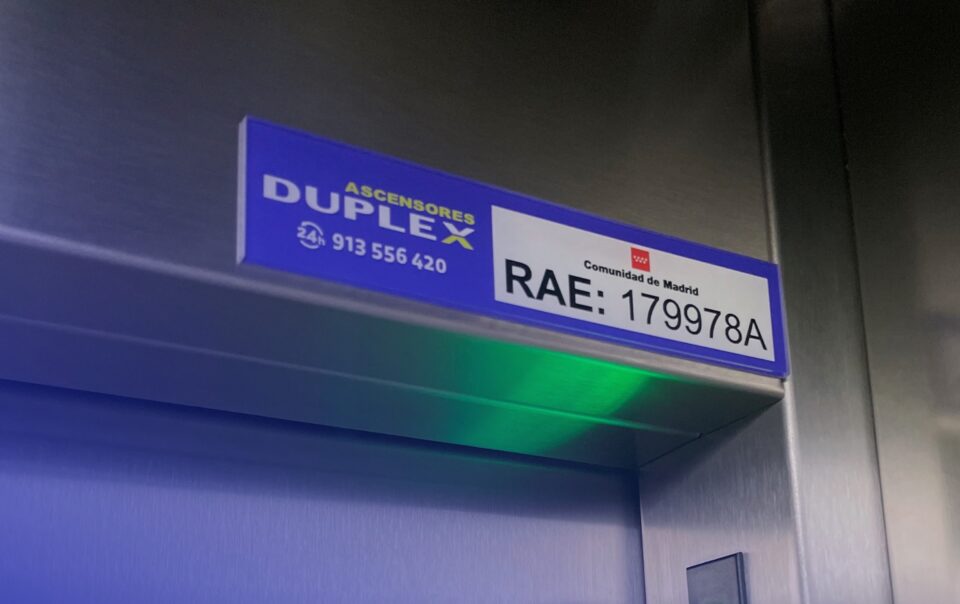 ASCENSORES
DUPLEX
24h 913 556 420
Comunidad de Madrid
RAE: 179978A